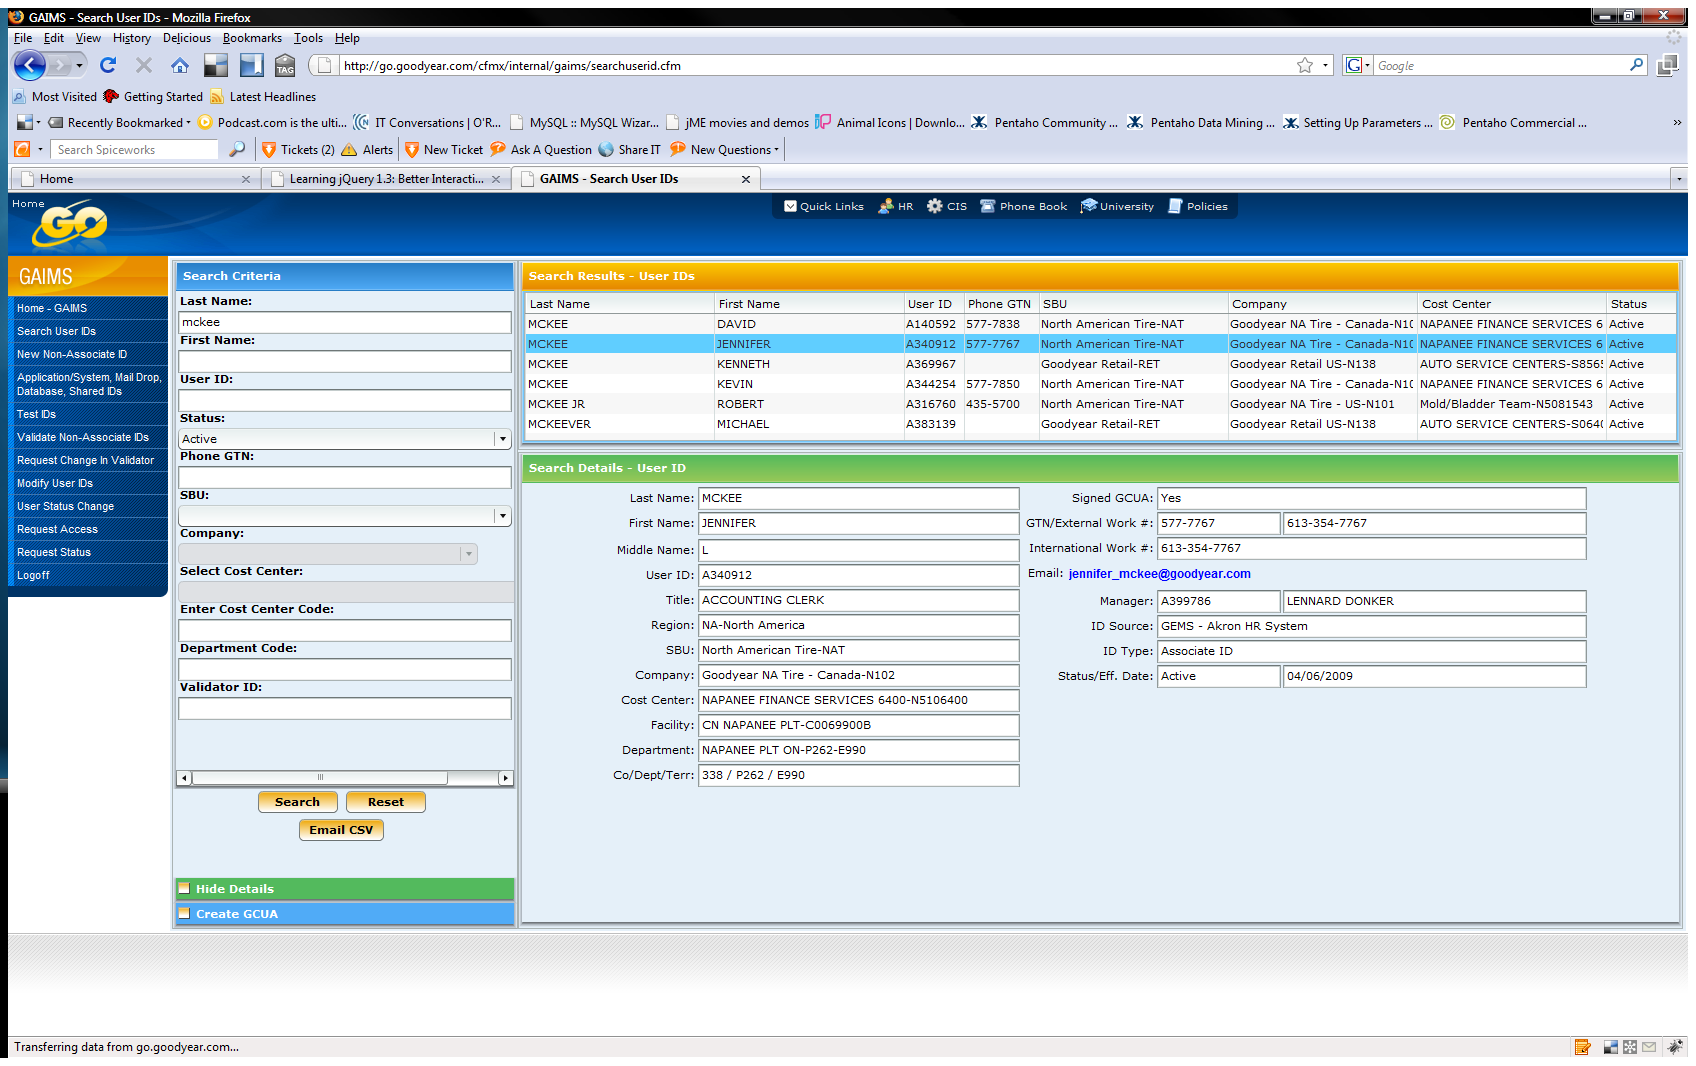 GAIMS - Search User IDs - Mozilla Firefox
File Edit View History Delicious Bookmarks Tools Help
TAG
http://go.goodyear.com/cfmx/internal/gaims/searchuserid.cfm
G Google
Most Visited Getting Started Latest Headlines
Recently Bookmarked Podcast.com is the ulti... IT Conversations | O'R... MySQL :: MySQL Wizar... jME movies and demos Animal Icons | Downlo... Pentaho Community ... Pentaho Data Mining ... Setting Up Parameters ... Pentaho Commercial ... »
Search Spiceworks Tickets (2) Alerts New Ticket Ask A Question Share IT New Questions
Home Learning jQuery 1.3: Better Interacti... GAIMS - Search User IDs
Home
GO
Quick Links HR CIS Phone Book University Policies
GAIMS
Home - GAIMS
Search User IDs
New Non-Associate ID
Application/System, Mail Drop,
Database, Shared IDs
Test IDs
Validate Non-Associate IDs
Request Change In Validator
Modify User IDs
User Status Change
Request Access
Request Status
Logoff
Search Criteria
Last Name:
mckee
First Name:
User ID:
Status:
Active
Phone GTN:
SBU:
Company:
Select Cost Center:
Enter Cost Center Code:
Department Code:
Validator ID:
Search Reset
Email CSV
Hide Details
Create GCUA
Search Results - User IDs
Last Name First Name User ID Phone GTN SBU Company Cost Center Status
MCKEE DAVID A140592 577-7838 North American Tire-NAT Goodyear NA Tire - Canada-N10 NAPANEE FINANCE SERVICES 6 Active
MCKEE JENNIFER A340912 577-7767 North American Tire-NAT Goodyear NA Tire - Canada-N10 NAPANEE FINANCE SERVICES 6 Active
MCKEE KENNETH A369967 Goodyear Retail-RET Goodyear Retail US-N138 AUTO SERVICE CENTERS-S8565 Active
MCKEE KEVIN A344254 577-7850 North American Tire-NAT Goodyear NA Tire - Canada-N10 NAPANEE FINANCE SERVICES 6 Active
MCKEE JR ROBERT A316760 435-5700 North American Tire-NAT Goodyear NA Tire - US-N101 Mold/Bladder Team-N5081543 Active
MCKEEVER MICHAEL A383139 Goodyear Retail-RET Goodyear Retail US-N138 AUTO SERVICE CENTERS-S0640 Active
Search Details - User ID
Last Name: MCKEE
First Name: JENNIFER
Middle Name: L
User ID: A340912
Title: ACCOUNTING CLERK
Region: NA-North America
SBU: North American Tire-NAT
Company: Goodyear NA Tire - Canada-N102
Cost Center: NAPANEE FINANCE SERVICES 6400-N5106400
Facility: CN NAPANEE PLT-C0069900B
Department: NAPANEE PLT ON-P262-E990
Co/Dept/Terr: 338 / P262 / E990
Signed GCUA: Yes
GTN/External Work #: 577-7767 613-354-7767
International Work #: 613-354-7767
Email: jennifer_mckee@goodyear.com
Manager: A399786 LENNARD DONKER
ID Source: GEMS - Akron HR System
ID Type: Associate ID
Status/Eff. Date: Active 04/06/2009
Transferring data from go.goodyear.com...